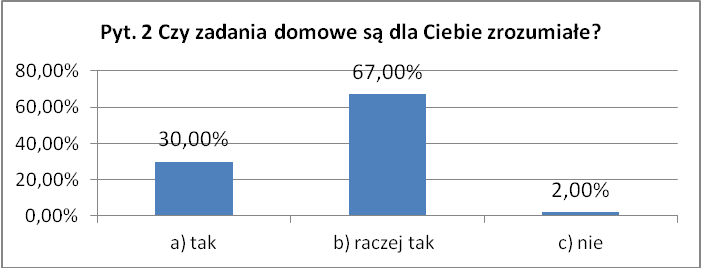 Pyt. 2 Czy zadania domowe są dla Ciebie zrozumiałe?
80,00%
60,00%
40,00%
20,00%
0,00%
30,00%
67,00%
2,00%
a) tak
b) raczej tak
c) nie